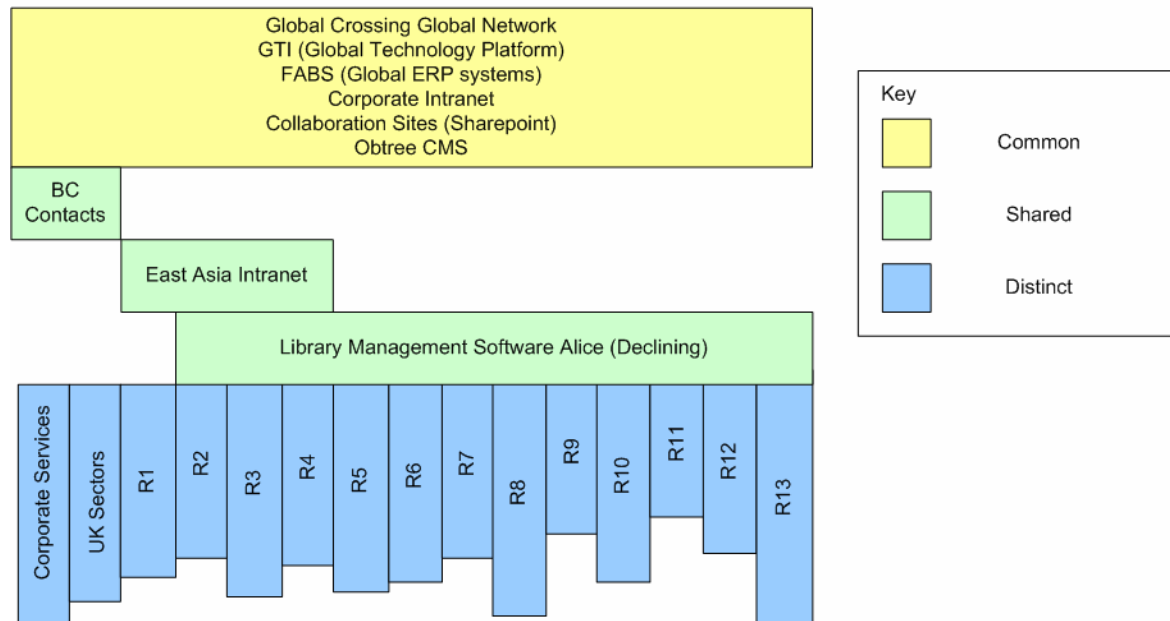 Global Crossing Global Network
GTI (Global Technology Platform)
FABS (Global ERP systems)
Corporate Intranet
Collaboration Sites (Sharepoint)
Obtree CMS
Key
Common
Shared
Distinct
BC
Contacts
East Asia Intranet
Library Management Software Alice (Declining)
Corporate Services
UK Sectors
R1
R2
R3
R4
R5
R6
R7
R8
R9
R10
R11
R12
R13